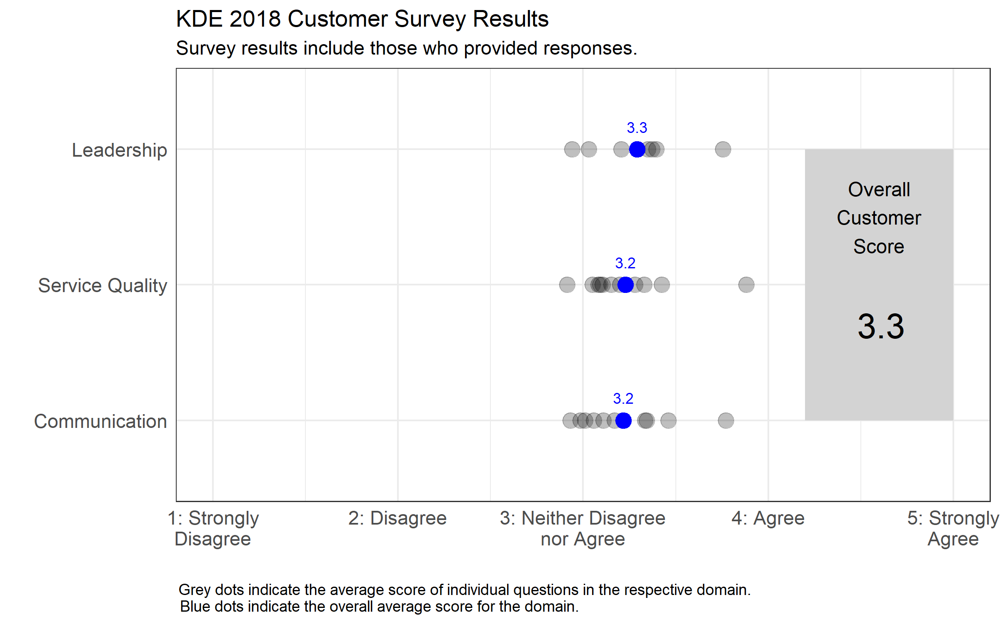 KDE 2018 Customer Survey Results
Survey results include those who provided responses.
3.3
Leadership
Overall
Customer
Score
3.2
Service Quality
3.3
3.2
Communication
1: Strongly
Disagree
2: Disagree
3: Neither Disagree
nor Agree
4: Agree
5: Strongly
Agree
Grey dots indicate the average score of individual questions in the respective domain.
Blue dots indicate the overall average score for the domain.